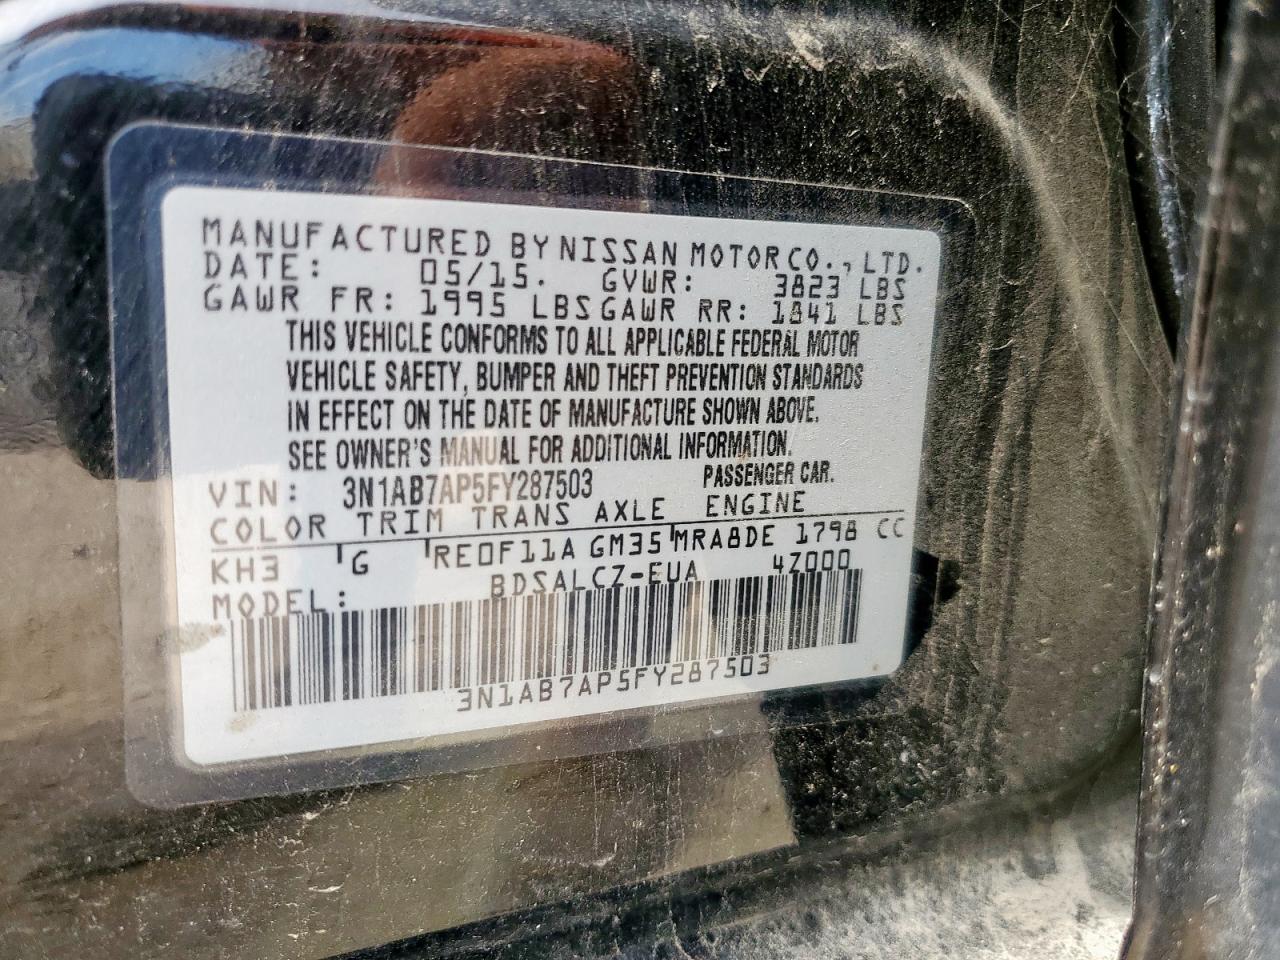 MANUFACTURED BY NISSAN MOTOR CO., LTD.
DATE: 05/15. GVWR: 3823 LBS
GAWR FR: 1995 LBS GAWR RR: 1841 LBS
THIS VEHICLE CONFORMS TO ALL APPLICABLE FEDERAL MOTOR
VEHICLE SAFETY, BUMPER AND THEFT PREVENTION STANDARDS
IN EFFECT ON THE DATE OF MANUFACTURE SHOWN ABOVE.
SEE OWNER'S MANUAL FOR ADDITIONAL INFORMATION.
VIN: 3N1AB7AP5FY287503 PASSENGER CAR.
COLOR TRIM TRANS AXLE ENGINE
KH3 G RE0F11A GM35 MRA8DE 1798 CC
MODEL: BDSALCZ-EUA 4Z000
3N1AB7AP5FY287503